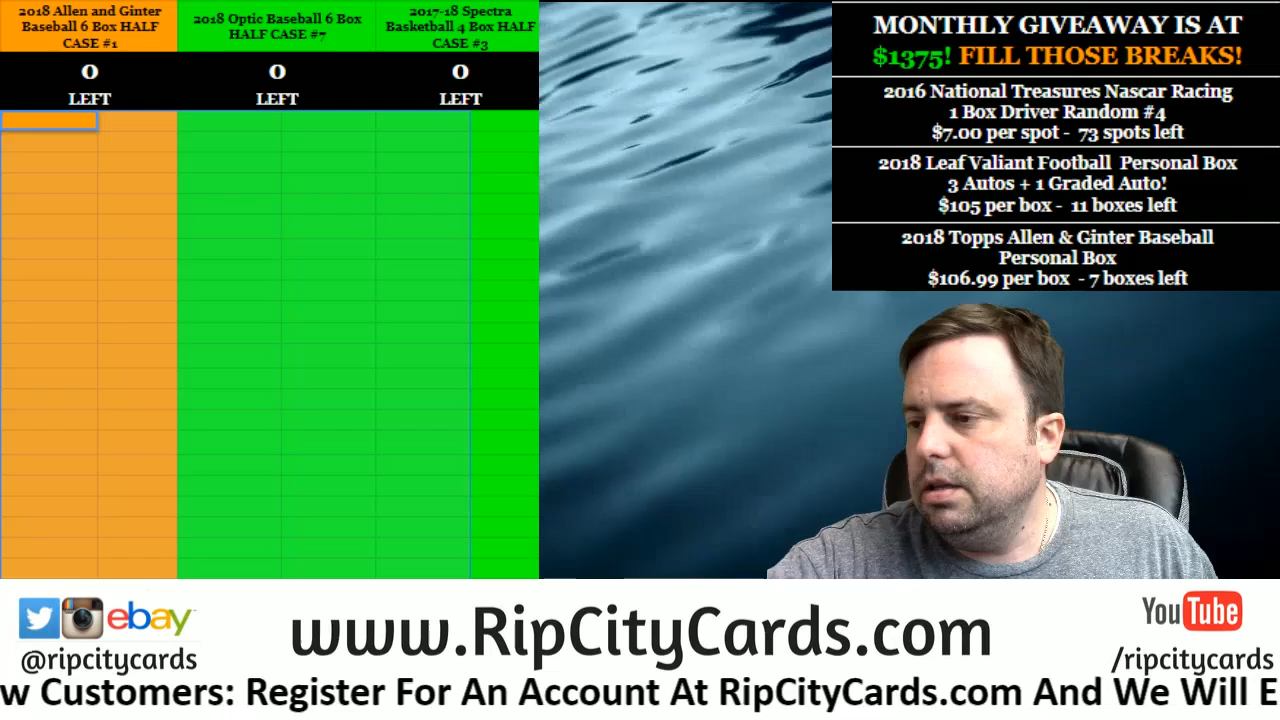 2018 Allen and Ginter
Baseball 6 Box HALF
CASE #1
0
LEFT
2018 Optic Baseball 6 Box
HALF CASE #7
0
LEFT
2017-18 Spectra
Basketball 4 Box HALF
CASE #3
0
LEFT
MONTHLY GIVEAWAY IS AT
$1375! FILL THOSE BREAKS!
2016 National Treasures Nascar Racing
1 Box Driver Random #4
$7.00 per spot - 73 spots left
2018 Leaf Valiant Football Personal Box
3 Autos + 1 Graded Auto!
$105 per box - 11 boxes left
2018 Topps Allen & Ginter Baseball
Personal Box
$106.99 per box - 7 boxes left
ebay
@ripcitycards
www.RipCityCards.com
YouTube
/ripcitycards
w Customers: Register For An Account At RipCityCards.com And We Will E